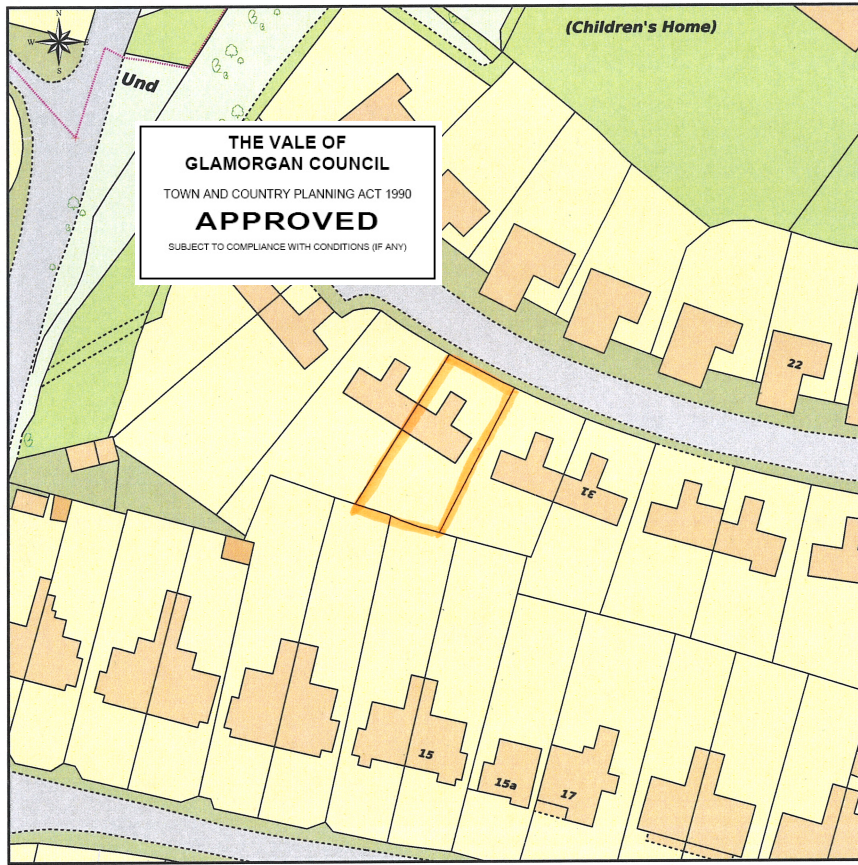 (Children's Home)
N
W E
S
Und
THE VALE OF
GLAMORGAN COUNCIL
TOWN AND COUNTRY PLANNING ACT 1990
APPROVED
SUBJECT TO COMPLIANCE WITH CONDITIONS (IF ANY)
22
31
15
15a
17